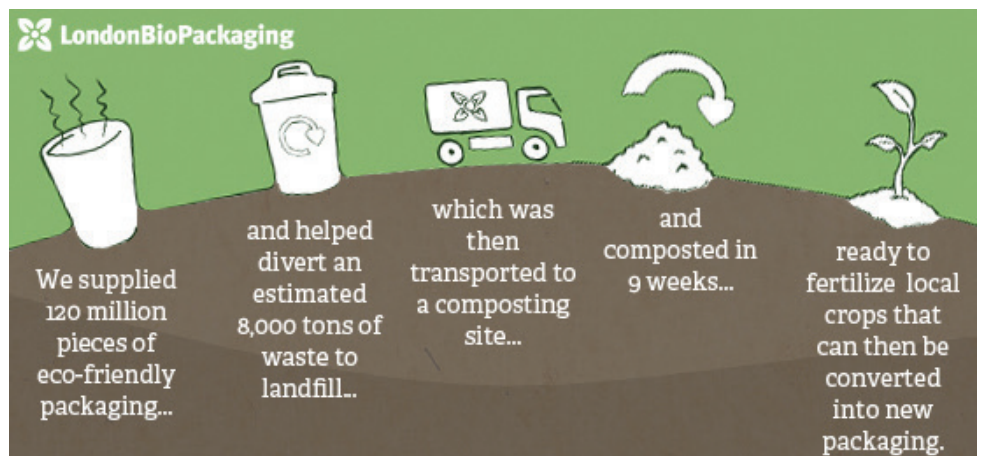 LondonBioPackaging
We supplied
120 million
pieces of
eco-friendly
packaging...
and helped
divert an
estimated
8,000 tons of
waste to
landfill...
which was
then
transported to
a composting
site...
and
composted in
9 weeks...
ready to
fertilize local
crops that
can then be
converted
into new
packaging.